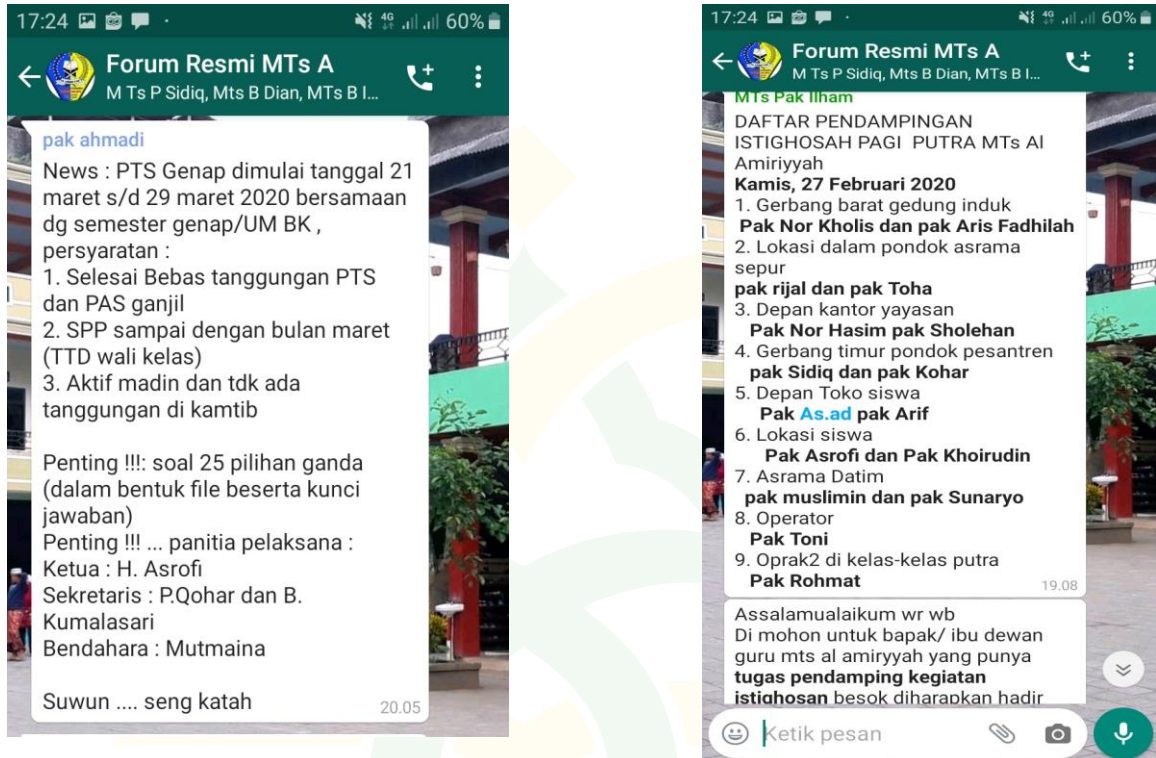 17:24 60%
Forum Resmi MTs A
M Ts P Sidiq, Mts B Dian, MTs B I...
pak ahmadi
News : PTS Genap dimulai tanggal 21
maret s/d 29 maret 2020 bersamaan
dg semester genap/UM BK ,
persyaratan :
1. Selesai Bebas tanggungan PTS
dan PAS ganjil
2. SPP sampai dengan bulan maret
(TTD wali kelas)
3. Aktif madin dan tdk ada
tanggungan di kamtib
Penting !!!: soal 25 pilihan ganda
(dalam bentuk file beserta kunci
jawaban)
Penting !!! ... panitia pelaksana :
Ketua : H. Asrofi
Sekretaris : P.Qohar dan B.
Kumalasari
Bendahara : Mutmaina
Suwun .... seng katah
20.05
17:24 4G 60%
Forum Resmi MTs A
M Ts P Sidiq, Mts B Dian, MTs B I...
MTs Pak Ilham
DAFTAR PENDAMPINGAN
ISTIGHOSAH PAGI PUTRA MTs Al
Amiriyyah
Kamis, 27 Februari 2020
1. Gerbang barat gedung induk
Pak Nor Kholis dan pak Aris Fadhilah
2. Lokasi dalam pondok asrama
sepur
pak rijal dan pak Toha
3. Depan kantor yayasan
Pak Nor Hasim pak Sholehan
4. Gerbang timur pondok pesantren
pak Sidiq dan pak Kohar
5. Depan Toko siswa
Pak As.ad pak Arif
6. Lokasi siswa
Pak Asrofi dan Pak Khoirudin
7. Asrama Datim
pak muslimin dan pak Sunaryo
8. Operator
Pak Toni
9. Oprak2 di kelas-kelas putra
Pak Rohmat
19.08
Assalamualaikum wr wb
Di mohon untuk bapak/ ibu dewan
guru mts al amiryyah yang punya
tugas pendamping kegiatan
istighosan besok diharapkan hadir
Ketik pesan